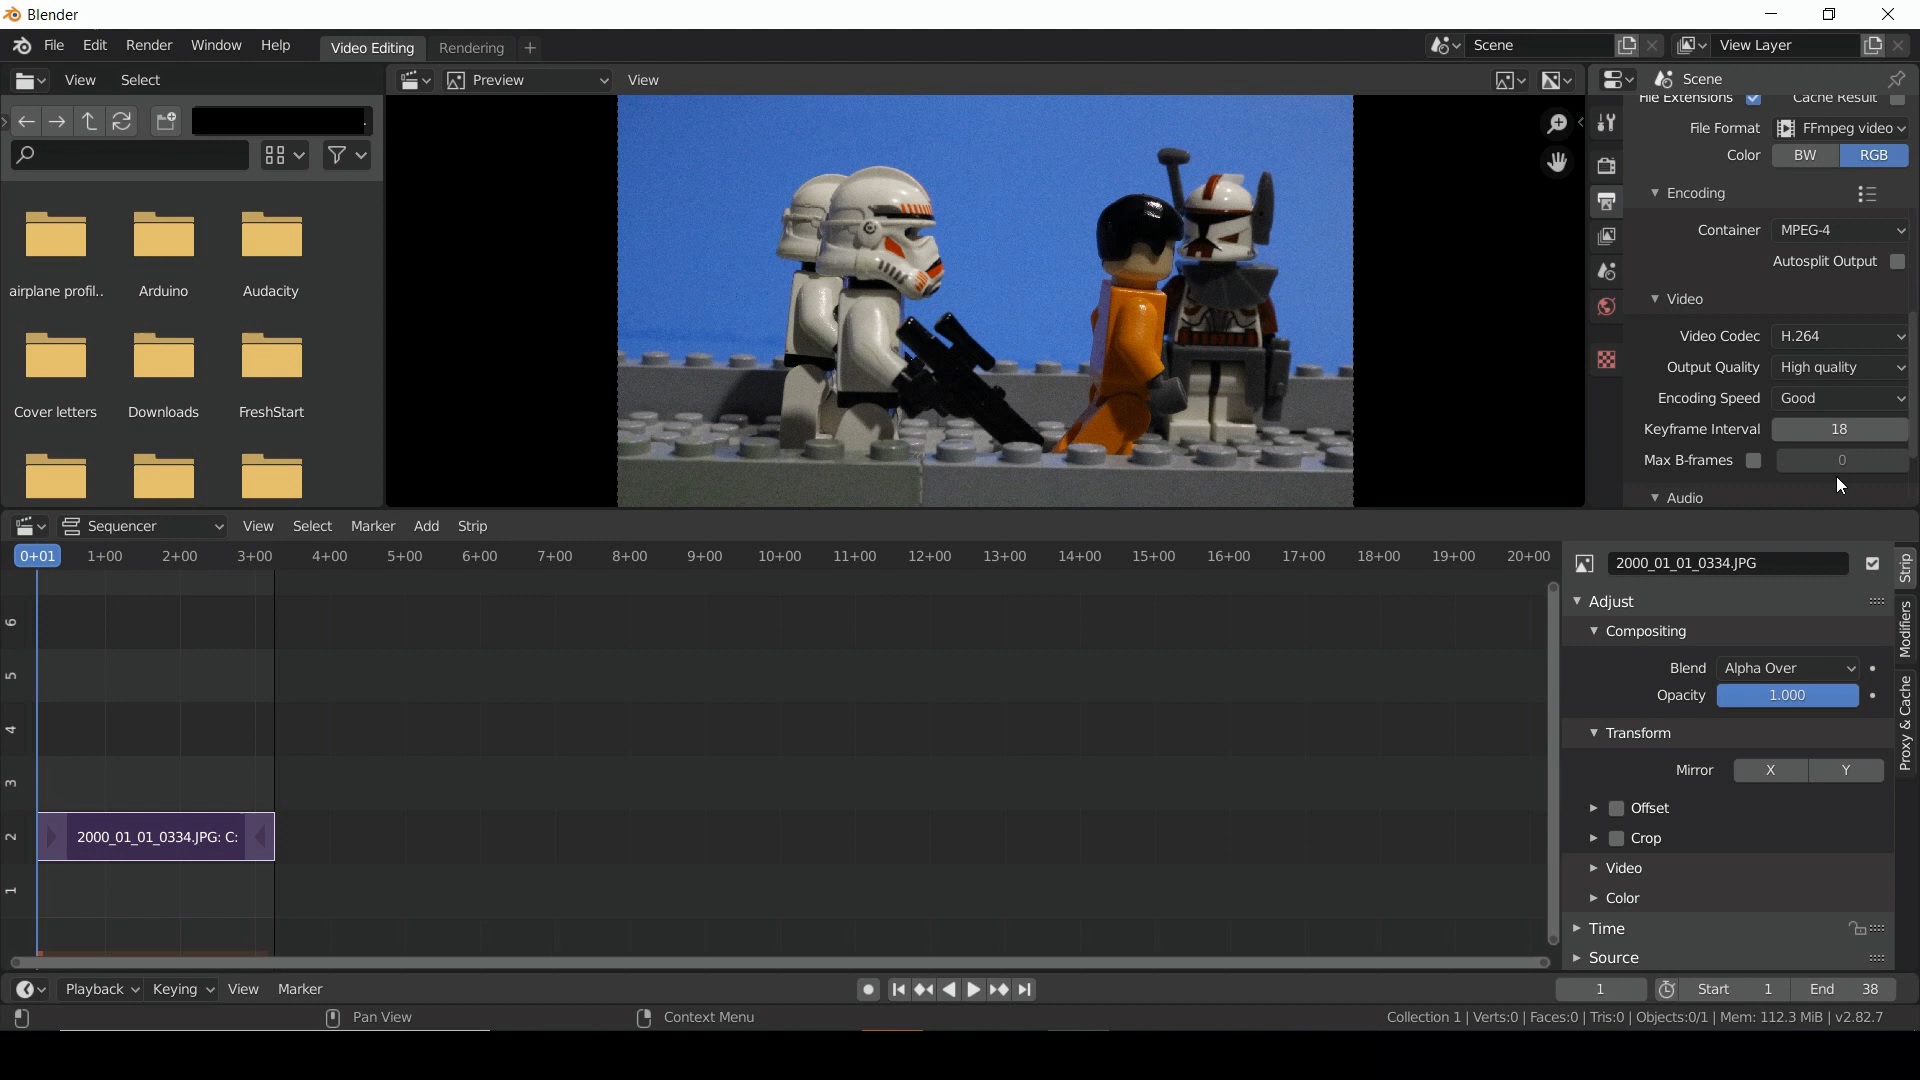 Blender
File Edit Render Window Help Video Editing Rendering + Scene View Layer
View Select Preview View Scene
File Extensions Cache Result
File Format FFmpeg video
Color BW RGB
Encoding
Container MPEG-4
Autosplit Output
Video
Video Codec H.264
Output Quality High quality
Encoding Speed Good
Keyframe Interval 18
Max B-frames 0
Audio
airplane profil.. Arduino Audacity
Cover letters Downloads FreshStart
Sequencer View Select Marker Add Strip
0+01 1+00 2+00 3+00 4+00 5+00 6+00 7+00 8+00 9+00 10+00 11+00 12+00 13+00 14+00 15+00 16+00 17+00 18+00 19+00 20+00
6
5
4
3
2
1
2000_01_01_0334.JPG: C:
2000_01_01_0334.JPG
Adjust
Compositing
Blend Alpha Over
Opacity 1.000
Transform
Mirror X Y
Offset
Crop
Video
Color
Time
Source
Strip
Modifiers
Proxy & Cache
Playback Keying View Marker 1 Start 1 End 38
Pan View Context Menu Collection 1 | Verts:0 | Faces:0 | Tris:0 | Objects:0/1 | Mem: 112.3 MiB | v2.82.7